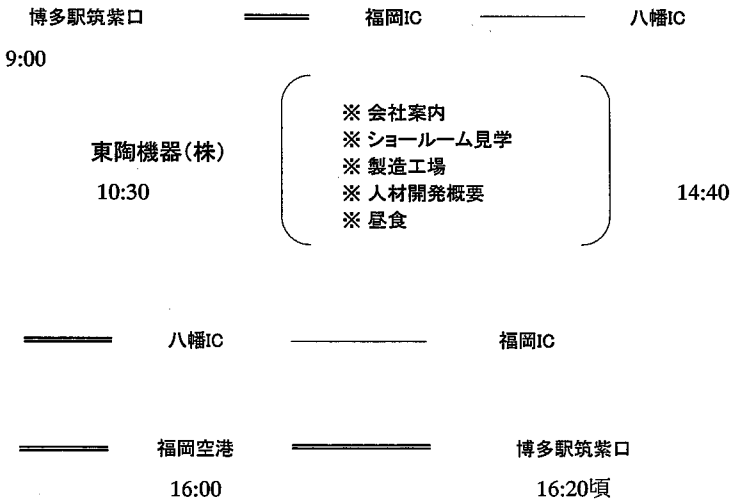 博多駅筑紫口 福岡IC 八幡IC
9:00
※ 会社案内
※ ショールーム見学
東陶機器(株)
※ 製造工場
10:30 ※ 人材開発概要 14:40
※ 昼食
八幡IC 福岡IC
福岡空港 博多駅筑紫口
16:00 16:20頃